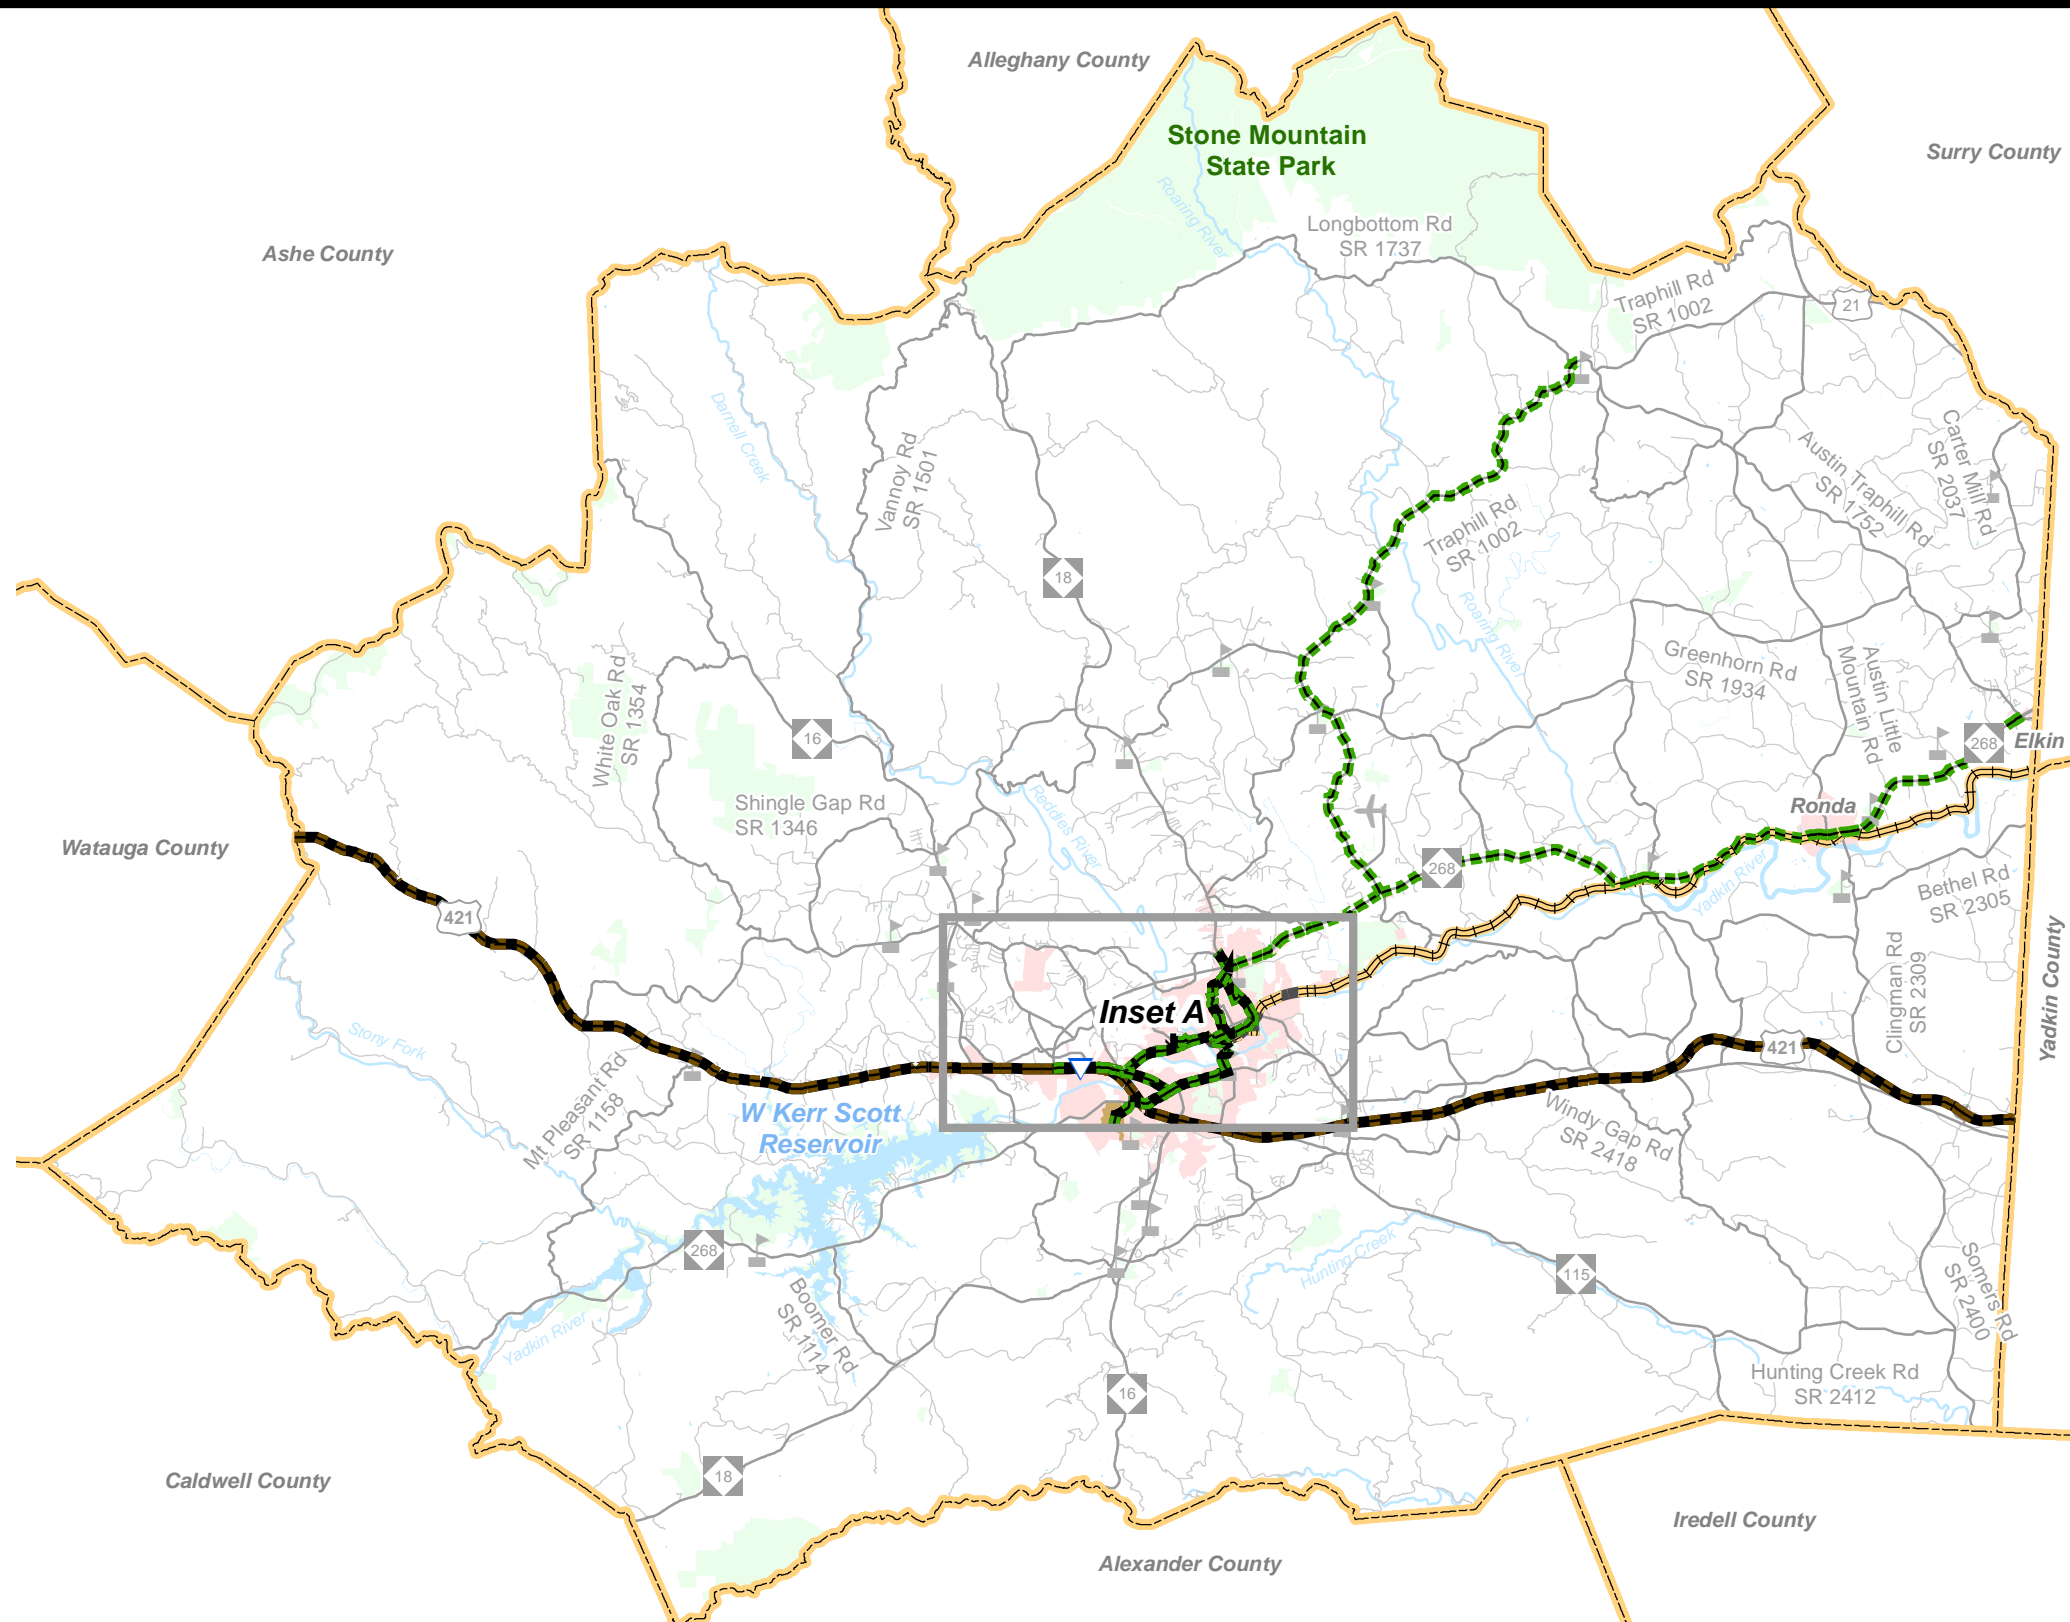 Alleghany County
Surry County
Stone Mountain
State Park
Roaring River
Longbottom Rd
SR 1737
Ashe County
Traphill Rd
SR 1002
21
Darnell Creek
Vannoy Rd
SR 1501
Carter Mill Rd
SR 2037
Austin Traphill Rd
SR 1752
Traphill Rd
SR 1002
18
Roaring River
White Oak Rd
SR 1354
Greenhorn Rd
SR 1934
Austin Little
Mountain Rd
16
268
Elkin
Shingle Gap Rd
SR 1346
Reddies River
Ronda
Watauga County
268
Yadkin River
Bethel Rd
SR 2305
421
Yadkin County
Clingman Rd
SR 2309
Inset A
Stony Fork
421
Mt Pleasant Rd
SR 1158
W Kerr Scott
Reservoir
Windy Gap Rd
SR 2418
268
Hunting Creek
115
Somers Rd
SR 2400
Boomer Rd
SR 1114
Yadkin River
Hunting Creek Rd
SR 2412
16
18
Caldwell County
Iredell County
Alexander County